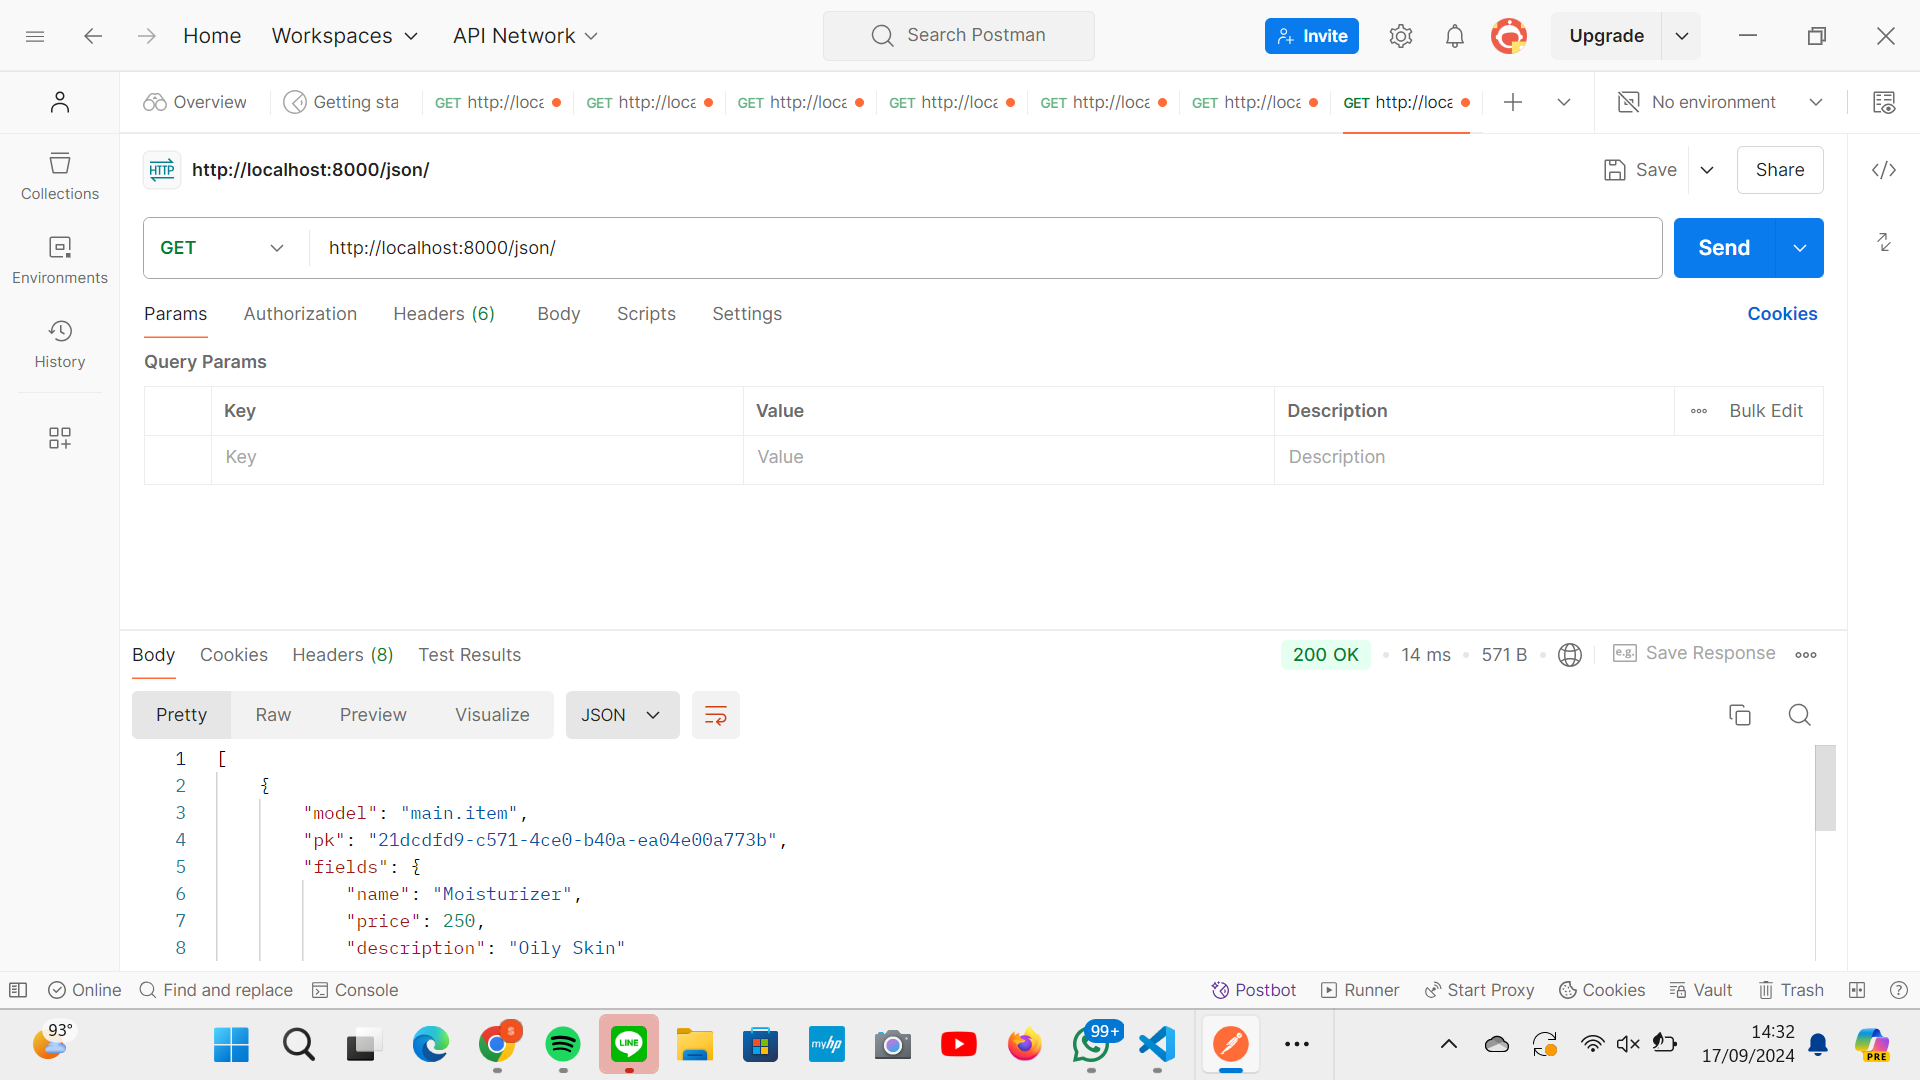 Home Workspaces API Network Search Postman Invite Upgrade
Overview Getting sta GET http://loca GET http://loca GET http://loca GET http://loca GET http://loca GET http://loca GET http://loca No environment
HTTP http://localhost:8000/json/ Save Share
GET http://localhost:8000/json/ Send
Collections
Environments
History
Params Authorization Headers (6) Body Scripts Settings Cookies
Query Params
Key Value Description Bulk Edit
Key Value Description
Body Cookies Headers (8) Test Results 200 OK 14 ms 571 B e.g. Save Response
Pretty Raw Preview Visualize JSON
1 [
2 {
3 "model": "main.item",
4 "pk": "21dcdfd9-c571-4ce0-b40a-ea04e00a773b",
5 "fields": {
6 "name": "Moisturizer",
7 "price": 250,
8 "description": "Oily Skin"
Online Find and replace Console Postbot Runner Start Proxy Cookies Vault Trash
93° S LINE myhp 99+ 14:32 PRE
17/09/2024